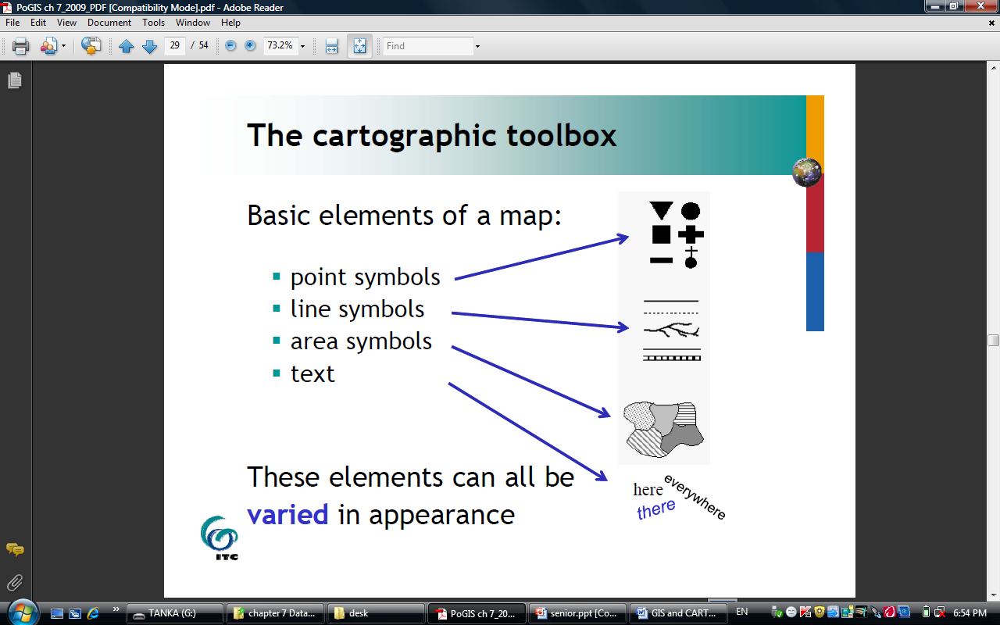 PoGIS ch 7_2009_PDF [Compatibility Mode].pdf - Adobe Reader
File Edit View Document Tools Window Help
29 / 54 73.2% Find
The cartographic toolbox
Basic elements of a map:
point symbols
line symbols
area symbols
text
These elements can all be
varied in appearance
here
everywhere
there
ITC
TANKA (G:) chapter 7 Data... desk PoGIS ch 7_20... senior.ppt [Co... GIS and CART... EN 6:54 PM